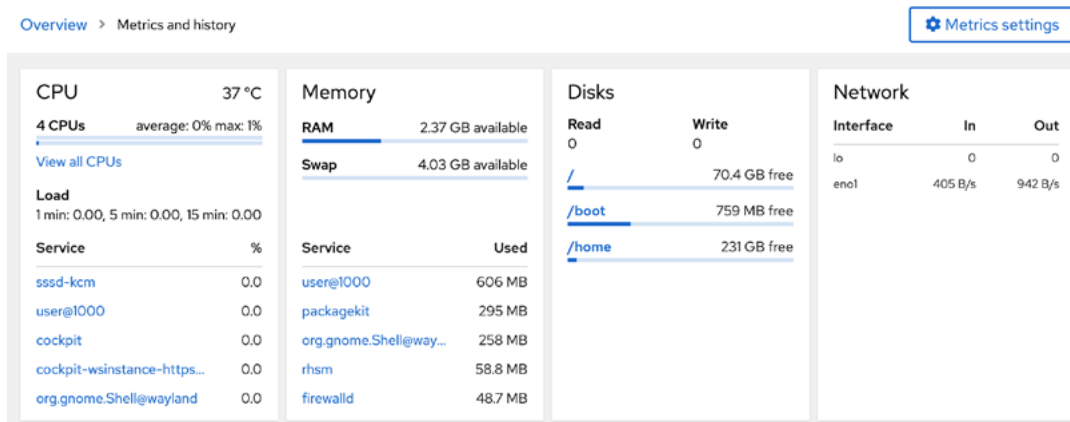 Overview > Metrics and history
Metrics settings
CPU 37 °C
4 CPUs average: 0% max: 1%
View all CPUs
Load
1 min: 0.00, 5 min: 0.00, 15 min: 0.00
Service %
sssd-kcm 0.0
user@1000 0.0
cockpit 0.0
cockpit-wsinstance-https... 0.0
org.gnome.Shell@wayland 0.0
Memory
RAM 2.37 GB available
Swap 4.03 GB available
Service Used
user@1000 606 MB
packagekit 295 MB
org.gnome.Shell@way... 258 MB
rhsm 58.8 MB
firewalld 48.7 MB
Disks
Read Write
0 0
/ 70.4 GB free
/boot 759 MB free
/home 231 GB free
Network
Interface In Out
lo 0 0
eno1 405 B/s 942 B/s